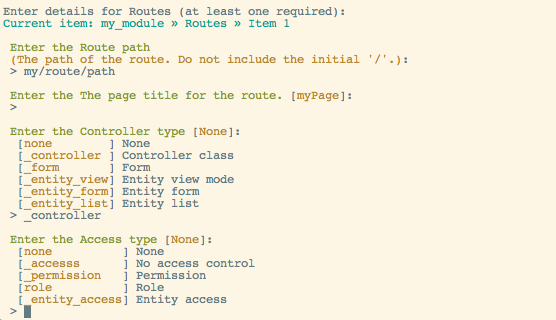 Enter details for Routes (at least one required):
Current item: my_module » Routes » Item 1
Enter the Route path
(The path of the route. Do not include the initial '/'.):
> my/route/path
Enter the The page title for the route. [myPage]:
>
Enter the Controller type [None]:
[none        ] None
[_controller ] Controller class
[_form       ] Form
[_entity_view] Entity view mode
[_entity_form] Entity form
[_entity_list] Entity list
> _controller
Enter the Access type [None]:
[none          ] None
[_accesss      ] No access control
[_permission   ] Permission
[role          ] Role
[_entity_access] Entity access
>